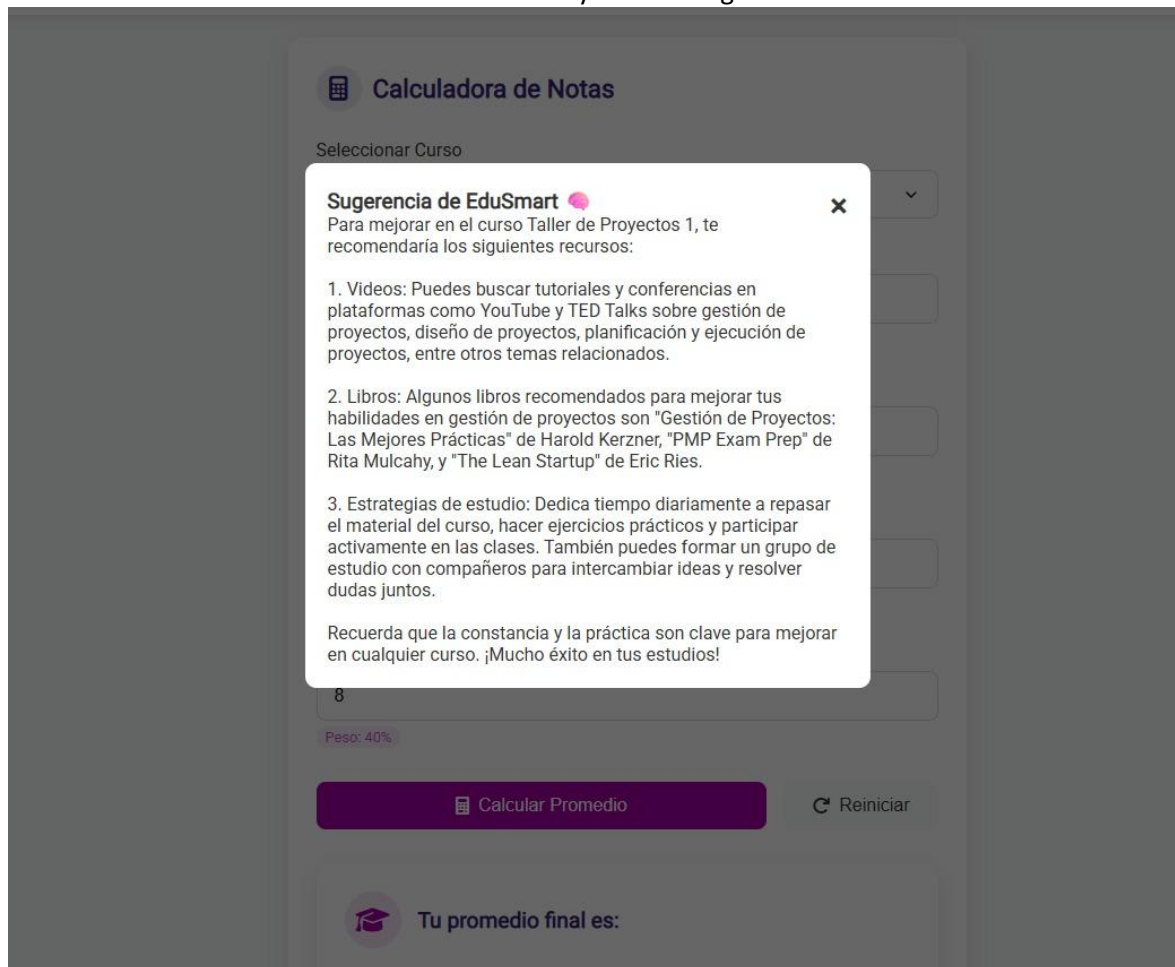 Calculadora de Notas
Seleccionar Curso
Sugerencia de EduSmart 🧠
Para mejorar en el curso Taller de Proyectos 1, te
recomendaría los siguientes recursos:
1. Videos: Puedes buscar tutoriales y conferencias en
plataformas como YouTube y TED Talks sobre gestión de
proyectos, diseño de proyectos, planificación y ejecución de
proyectos, entre otros temas relacionados.
2. Libros: Algunos libros recomendados para mejorar tus
habilidades en gestión de proyectos son "Gestión de Proyectos:
Las Mejores Prácticas" de Harold Kerzner, "PMP Exam Prep" de
Rita Mulcahy, y "The Lean Startup" de Eric Ries.
3. Estrategias de estudio: Dedica tiempo diariamente a repasar
el material del curso, hacer ejercicios prácticos y participar
activamente en las clases. También puedes formar un grupo de
estudio con compañeros para intercambiar ideas y resolver
dudas juntos.
Recuerda que la constancia y la práctica son clave para mejorar
en cualquier curso. ¡Mucho éxito en tus estudios!
8
Peso: 40%
Calcular Promedio
Reiniciar
Tu promedio final es: